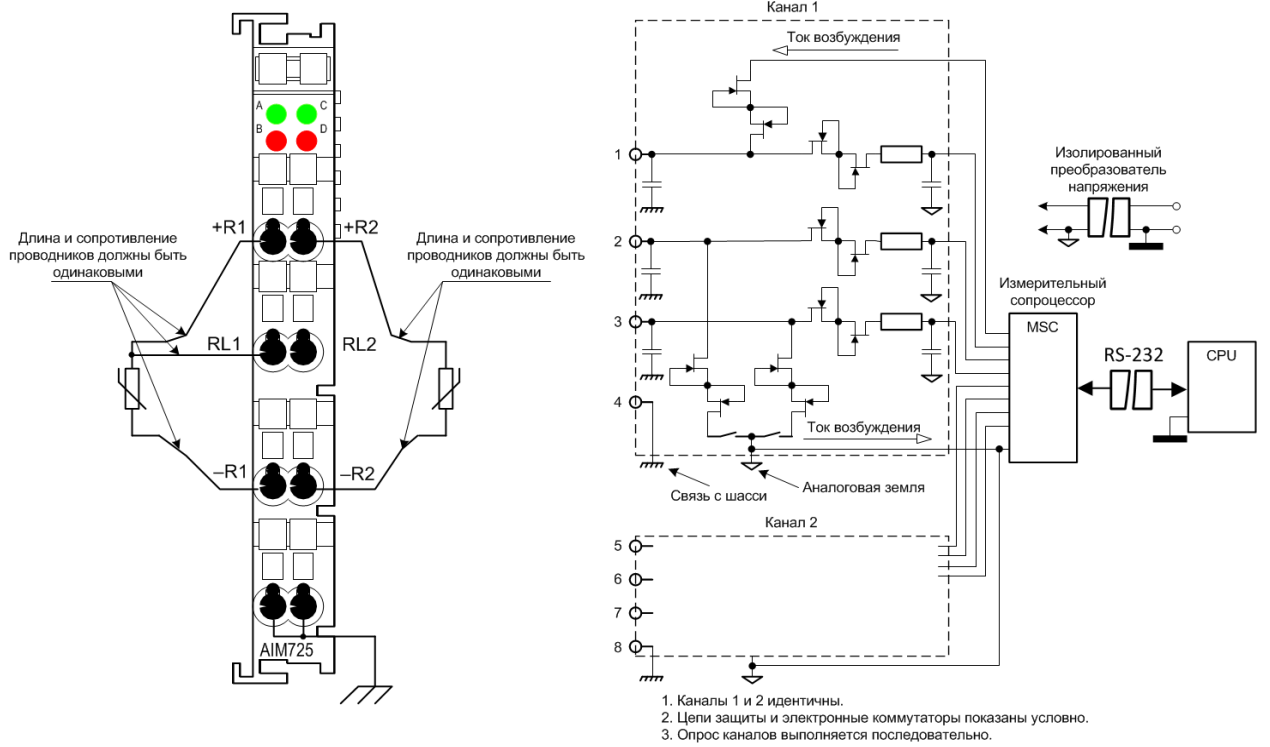 A
C
B
D
+R1
+R2
Длина и сопротивление
проводников должны быть
одинаковыми
Длина и сопротивление
проводников должны быть
одинаковыми
RL1
RL2
–R1
–R2
AIM725
Канал 1
Ток возбуждения
1
2
3
4
Ток возбуждения
Связь с шасси
Аналоговая земля
Изолированный
преобразователь
напряжения
Измерительный
сопроцессор
MSC
RS-232
CPU
Канал 2
5
6
7
8
1. Каналы 1 и 2 идентичны.
2. Цепи защиты и электронные коммутаторы показаны условно.
3. Опрос каналов выполняется последовательно.